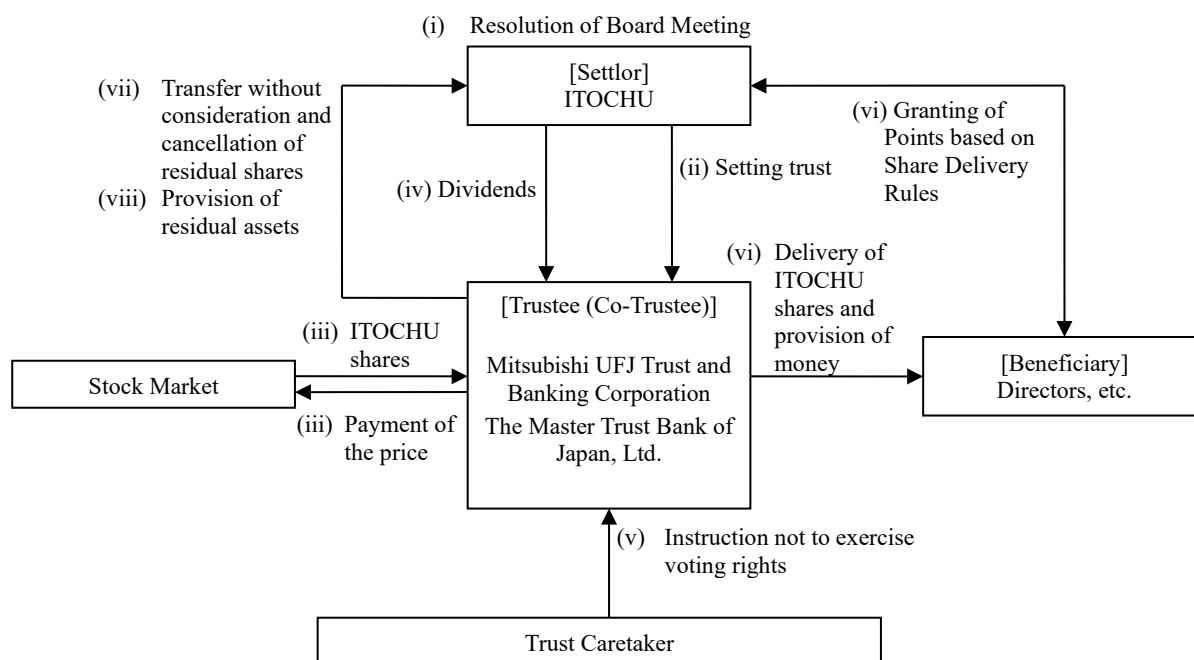 (i) Resolution of Board Meeting
[Settlor]
ITOCHU
(vii) Transfer without
consideration and
cancellation of
residual shares
(viii) Provision of
residual assets
(iv) Dividends
(ii) Setting trust
(vi) Granting of
Points based on
Share Delivery
Rules
(vi) Delivery of
ITOCHU
shares and
provision of
money
[Trustee (Co-Trustee)]
Mitsubishi UFJ Trust and
Banking Corporation
The Master Trust Bank of
Japan, Ltd.
(iii) ITOCHU
shares
Stock Market
(iii) Payment of
the price
[Beneficiary]
Directors, etc.
(v) Instruction not to exercise
voting rights
Trust Caretaker